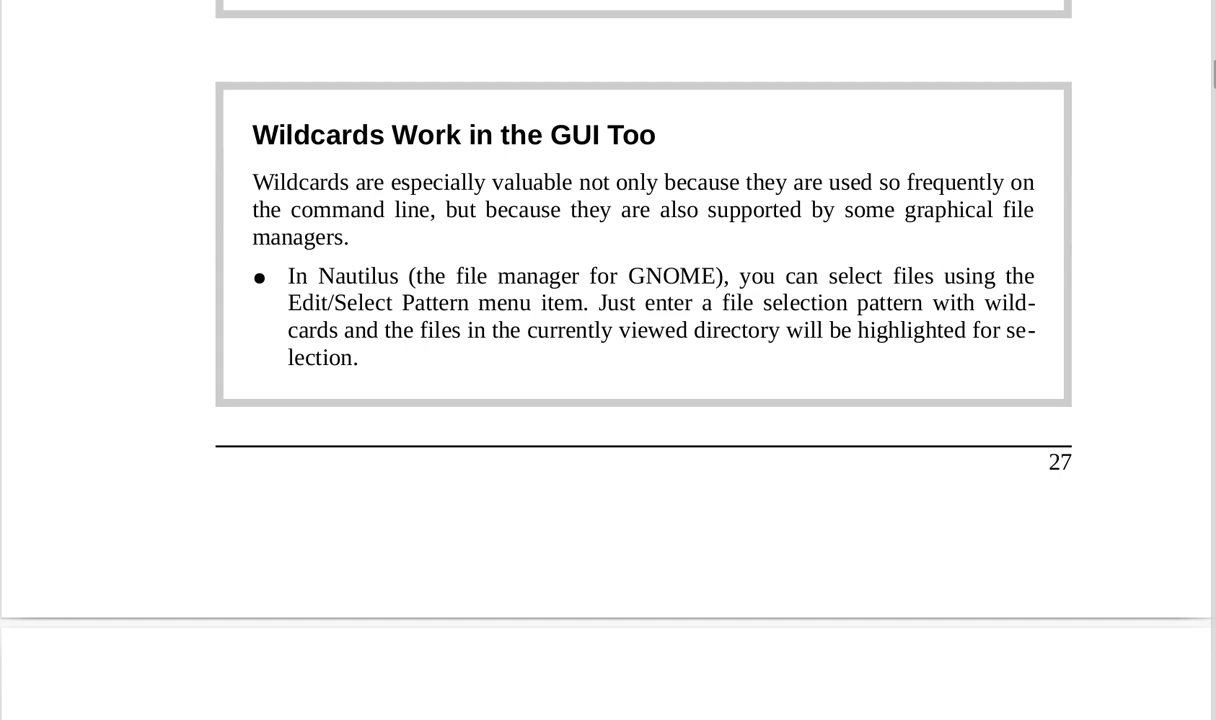 Wildcards Work in the GUI Too
Wildcards are especially valuable not only because they are used so frequently on
the command line, but because they are also supported by some graphical file
managers.
● In Nautilus (the file manager for GNOME), you can select files using the
Edit/Select Pattern menu item. Just enter a file selection pattern with wild-
cards and the files in the currently viewed directory will be highlighted for se-
lection.
27